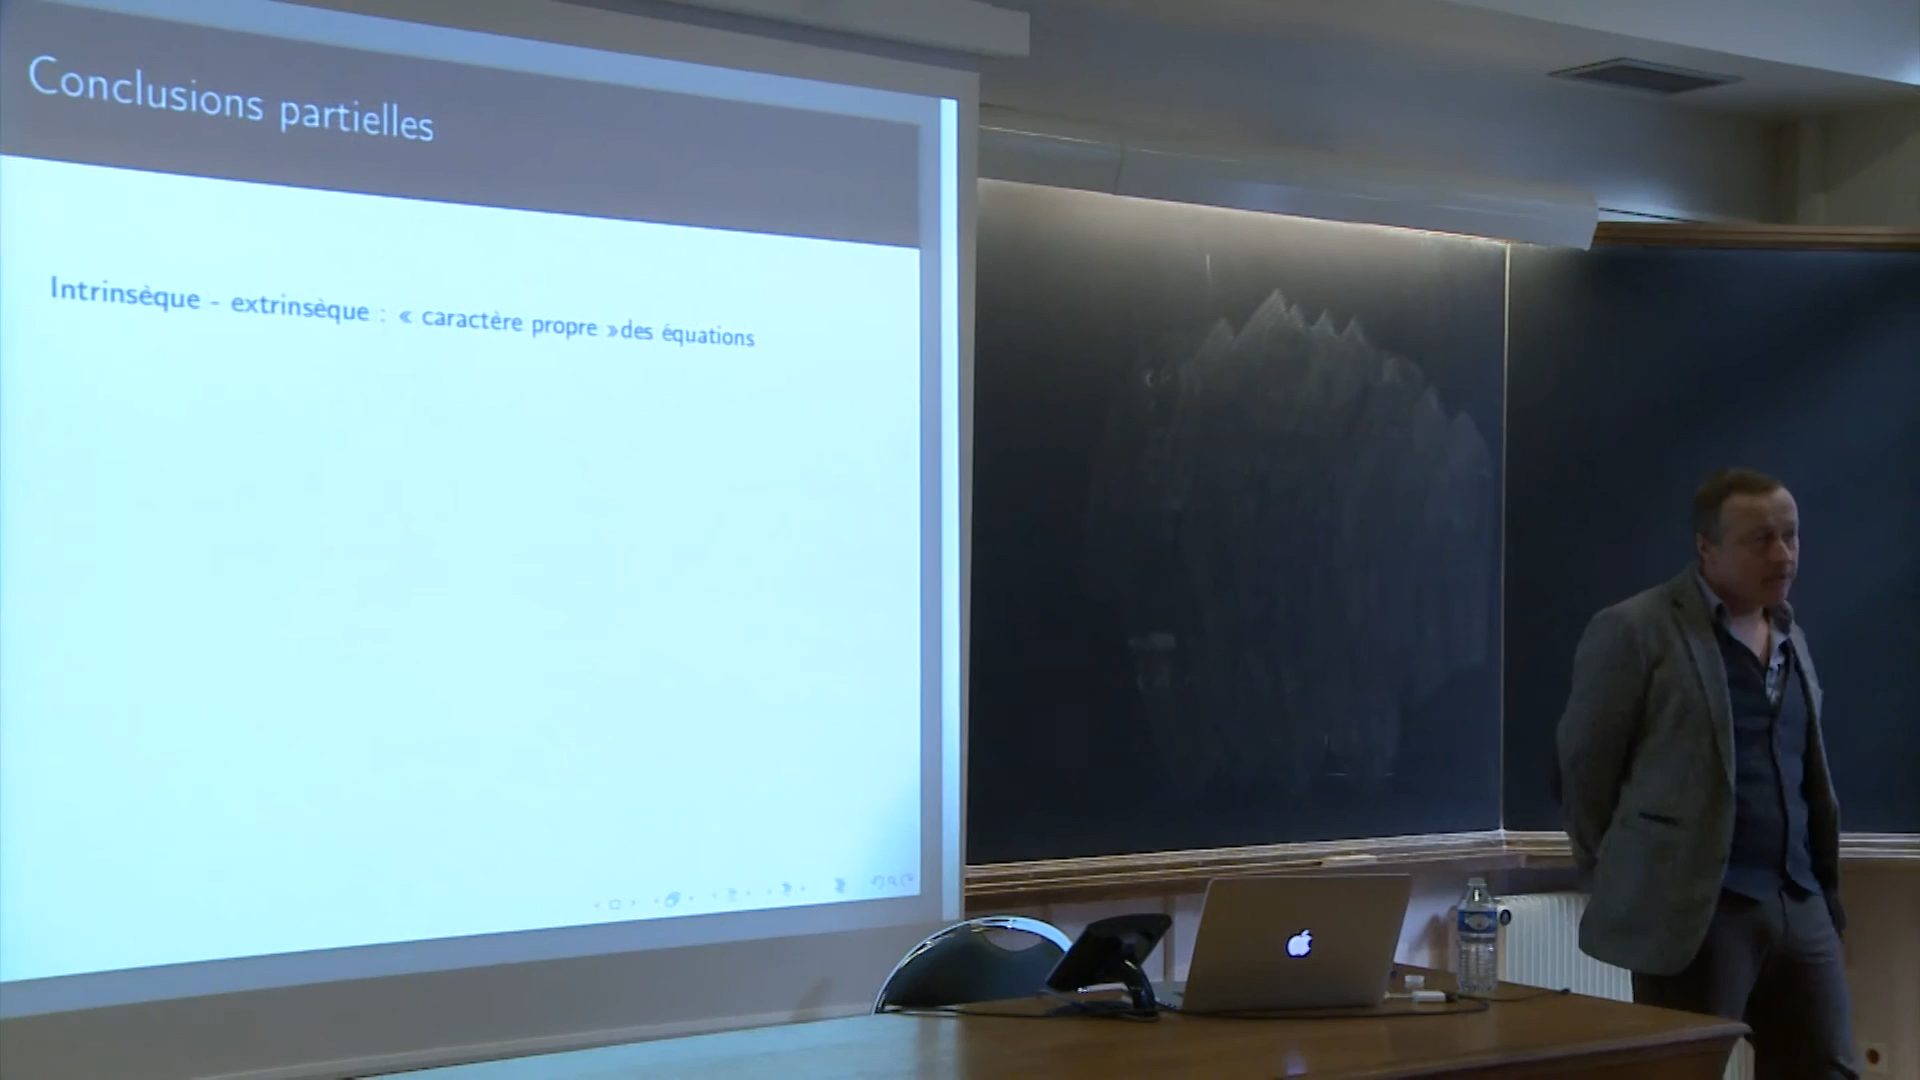 Conclusions partielles
Intrinsèque - extrinsèque : « caractère propre »des équations